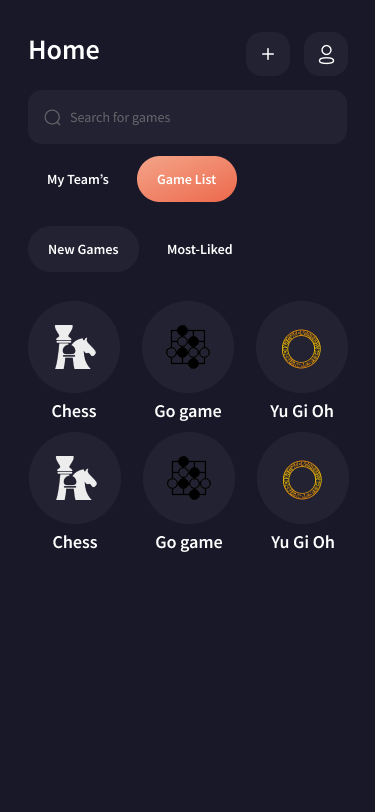 Home
Search for games
My Team’s
Game List
New Games
Most-Liked
Chess
Go game
Yu Gi Oh
Chess
Go game
Yu Gi Oh